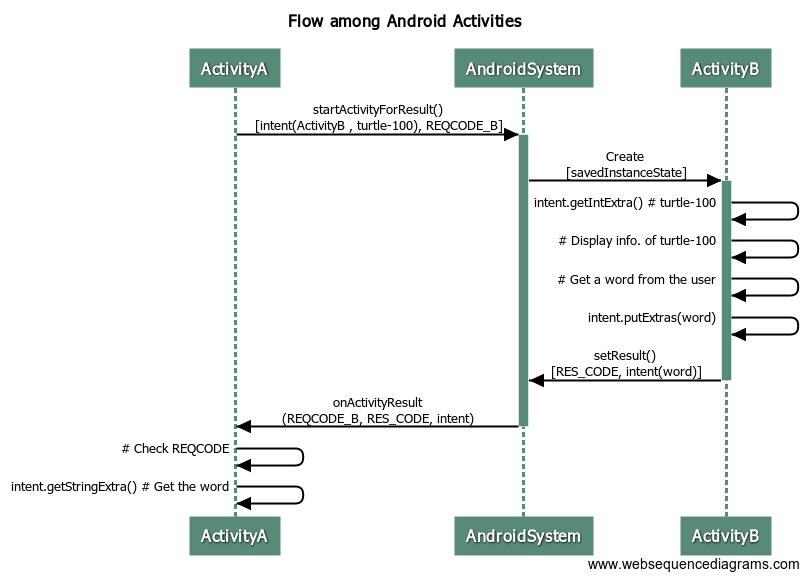 Flow among Android Activities
ActivityA
AndroidSystem
ActivityB
startActivityForResult()
[intent(ActivityB , turtle-100), REQCODE_B]
Create
[savedInstanceState]
intent.getIntExtra() # turtle-100
# Display info. of turtle-100
# Get a word from the user
intent.putExtras(word)
setResult()
[RES_CODE, intent(word)]
onActivityResult
(REQCODE_B, RES_CODE, intent)
# Check REQCODE
intent.getStringExtra() # Get the word
ActivityA
AndroidSystem
ActivityB
www.websequencediagrams.com